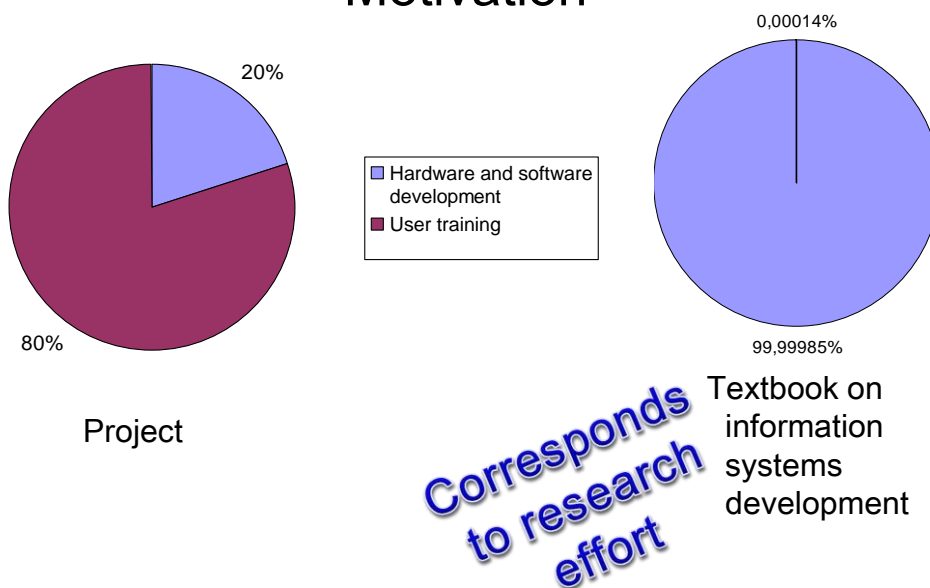 Motivation
20%
80%
Project
Hardware and software
development
User training
0,00014%
99,99985%
Textbook on
information
systems
development
Corresponds
to research
effort